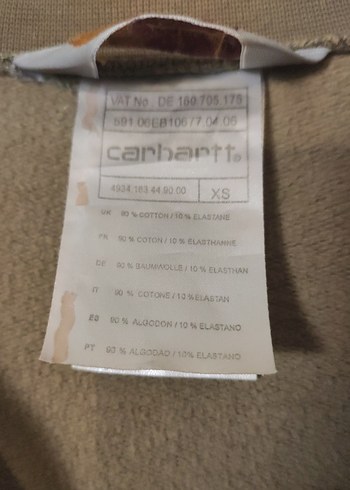 VAT No DE 160.705.175
591 06EB10677.04.06
carhartt®
4934.163.44.90.00 XS
UK 90 % COTTON / 10 % ELASTANE
FR 90 % COTON / 10 % ELASTHANNE
DE 90 % BAUMWOLLE / 10 % ELASTHAN
IT 90 % COTONE / 10 % ELASTAN
ES 90 % ALGODON / 10 % ELASTANO
PT 90 % ALGODAO / 10% ELASTANO